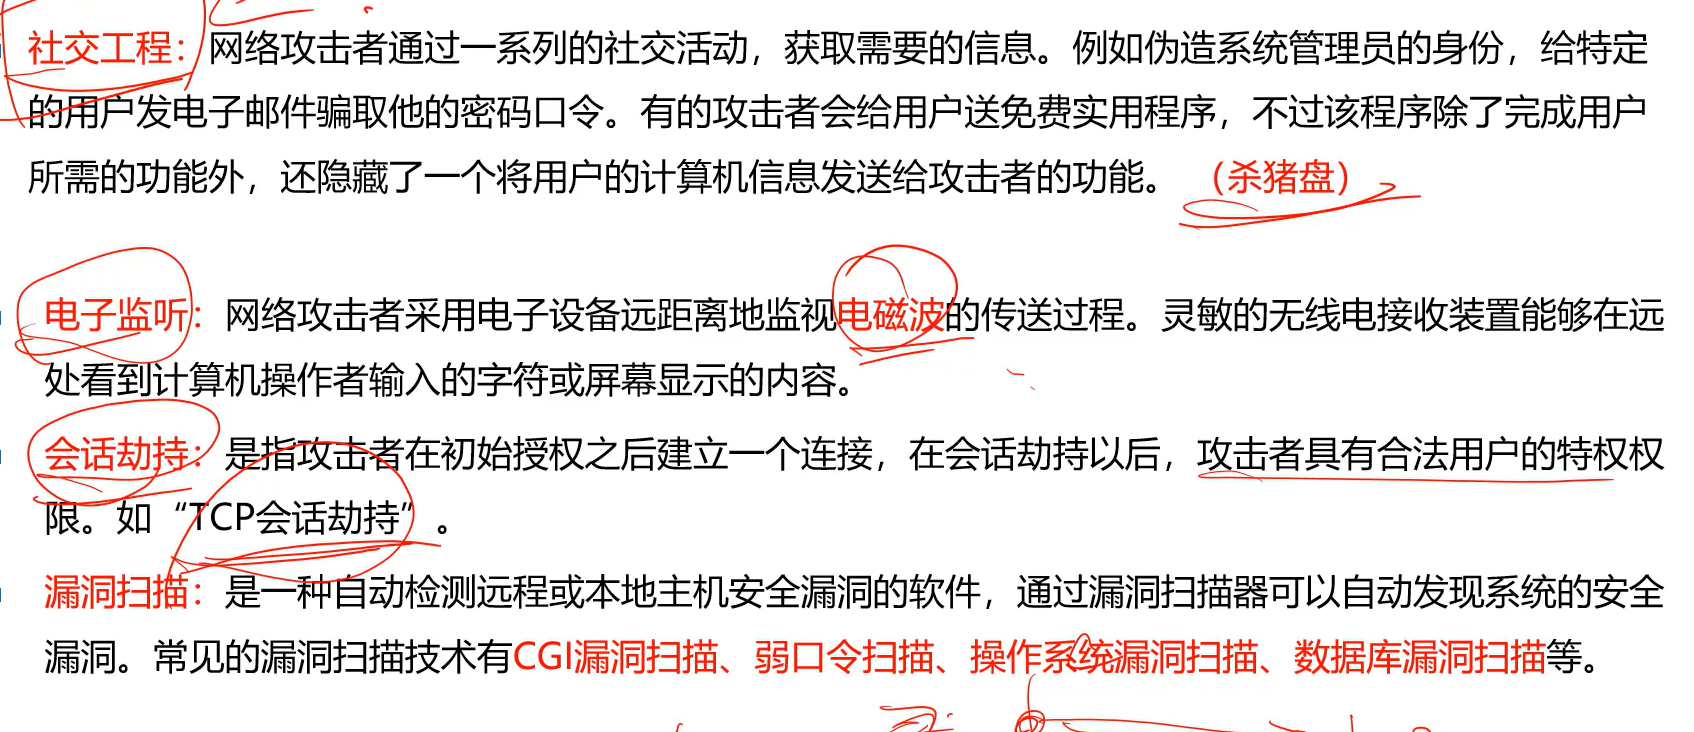 社交工程：网络攻击者通过一系列的社交活动，获取需要的信息。例如伪造系统管理员的身份，给特定
的用户发电子邮件骗取他的密码口令。有的攻击者会给用户送免费实用程序，不过该程序除了完成用户
所需的功能外，还隐藏了一个将用户的计算机信息发送给攻击者的功能。（杀猪盘）
电子监听：网络攻击者采用电子设备远距离地监视电磁波的传送过程。灵敏的无线电接收装置能够在远
处看到计算机操作者输入的字符或屏幕显示的内容。
会话劫持：是指攻击者在初始授权之后建立一个连接，在会话劫持以后，攻击者具有合法用户的特权权
限。如“TCP会话劫持”。
漏洞扫描：是一种自动检测远程或本地主机安全漏洞的软件，通过漏洞扫描器可以自动发现系统的安全
漏洞。常见的漏洞扫描技术有CGI漏洞扫描、弱口令扫描、操作系统漏洞扫描、数据库漏洞扫描等。